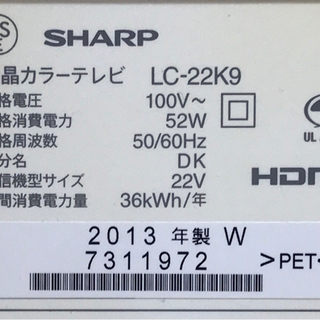 S
E
SHARP
晶カラーテレビ LC-22K9
格電圧 100V～
格消費電力 52W
格周波数 50/60Hz
分名 DK
信機型サイズ 22V
間消費電力量 36kWh/年
UL
HDM
2013 年製 W
7311972 >PET<